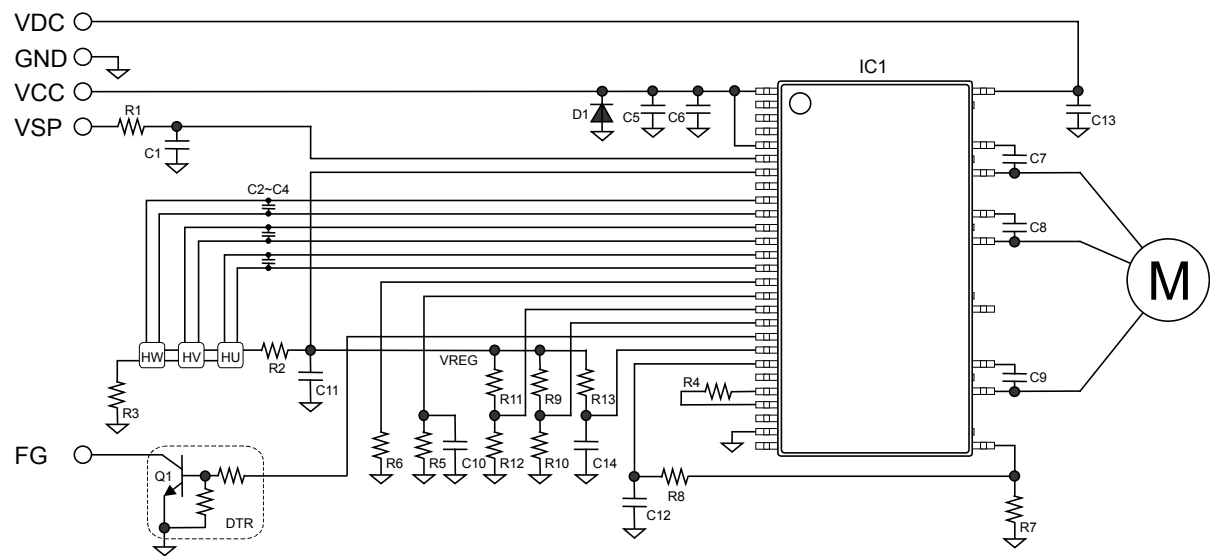 VDC
GND
VCC
VSP
R1
C1
D1
C5
C6
IC1
C13
C7
C8
C9
M
C2~C4
HW
HV
HU
R2
C11
R3
VREG
R11
R9
R13
R4
R6
R5
C10
R12
R10
C14
R8
C12
R7
FG
Q1
DTR